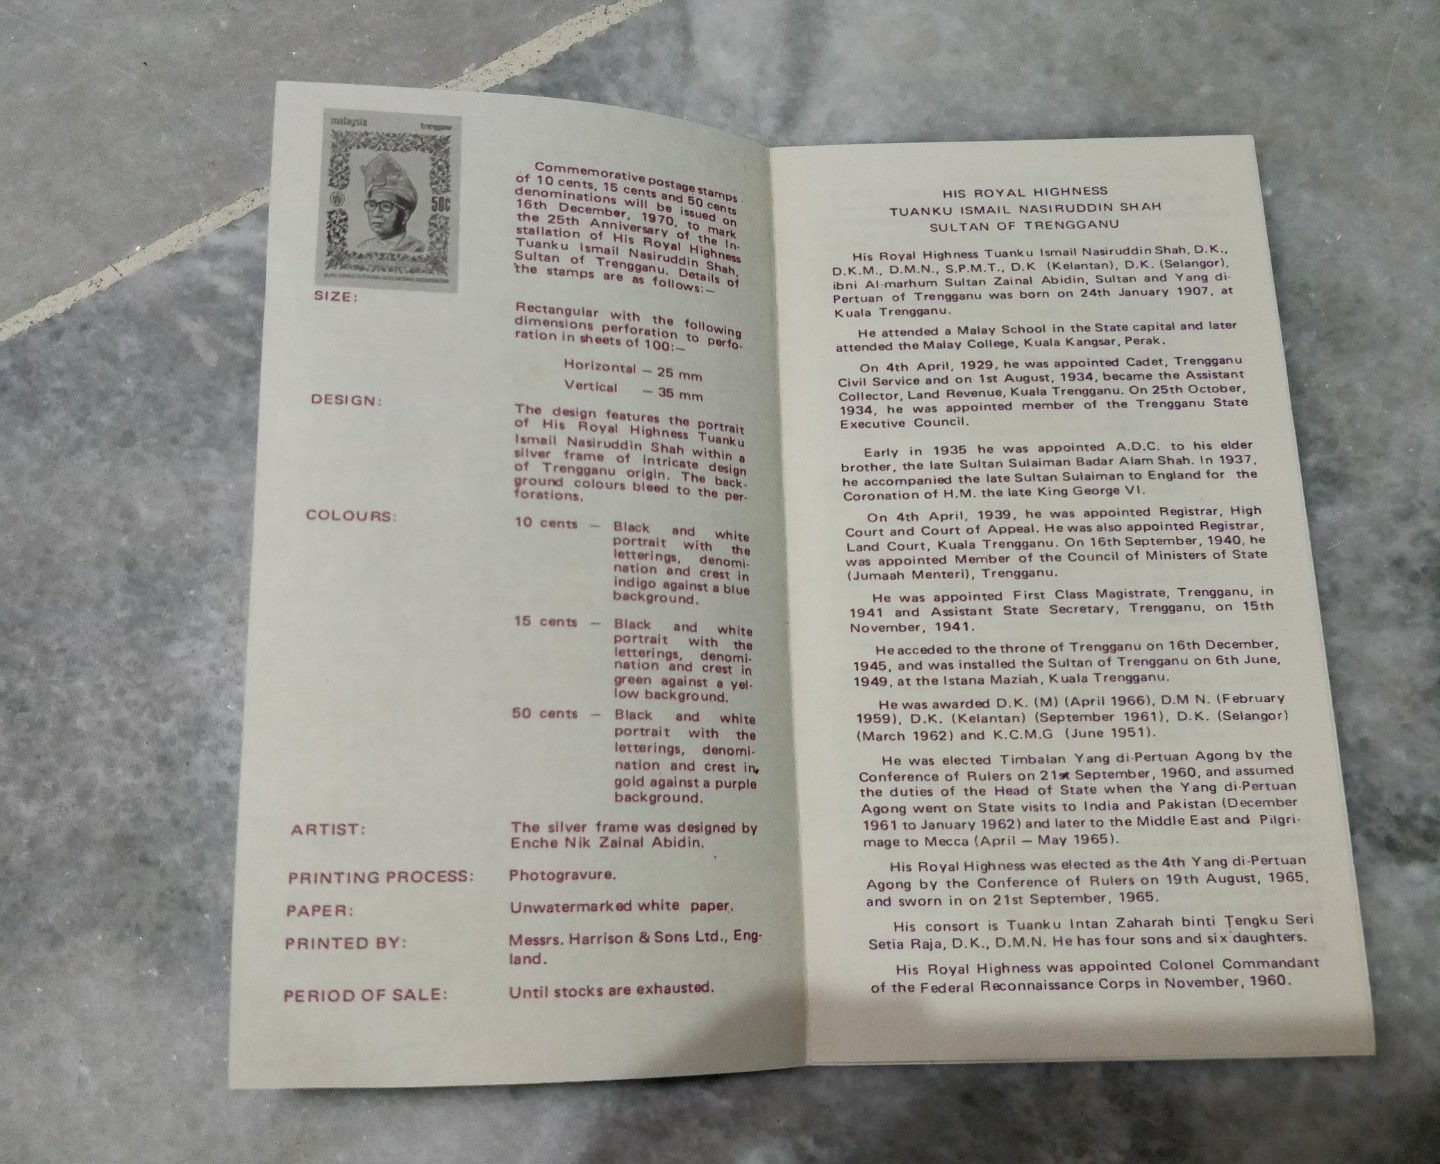 malaysia
trengganu
50c
Commemorative postage stamps
of 10 cents, 15 cents and 50 cents
denominations will be issued on
16th December, 1970, to mark
the 25th Anniversary of the In-
stallation of His Royal Highness
Tuanku Ismail Nasiruddin Shah,
Sultan of Trengganu. Details of
the stamps are as follows:—
SIZE:
Rectangular with the following
dimensions perforation to perfo-
ration in sheets of 100:—
Horizontal — 25 mm
Vertical — 35 mm
DESIGN:
The design features the portrait
of His Royal Highness Tuanku
Ismail Nasiruddin Shah within a
silver frame of intricate design
of Trengganu origin. The back-
ground colours bleed to the per-
forations.
COLOURS:
10 cents — Black and white
portrait with the
letterings, denomi-
nation and crest in
indigo against a blue
background.
15 cents — Black and white
portrait with the
letterings, denomi-
nation and crest in
green against a yel-
low background.
50 cents — Black and white
portrait with the
letterings, denomi-
nation and crest in
gold against a purple
background.
ARTIST: The silver frame was designed by
Enche Nik Zainal Abidin.
PRINTING PROCESS: Photogravure.
PAPER: Unwatermarked white paper.
PRINTED BY: Messrs. Harrison & Sons Ltd., Eng-
land.
PERIOD OF SALE: Until stocks are exhausted.
HIS ROYAL HIGHNESS
TUANKU ISMAIL NASIRUDDIN SHAH
SULTAN OF TRENGGANU
His Royal Highness Tuanku Ismail Nasiruddin Shah, D.K.,
D.K.M., D.M.N., S.P.M.T., D.K (Kelantan), D.K. (Selangor),
ibni Al-marhum Sultan Zainal Abidin, Sultan and Yang di-
Pertuan of Trengganu was born on 24th January 1907, at
Kuala Trengganu.
He attended a Malay School in the State capital and later
attended the Malay College, Kuala Kangsar, Perak.
On 4th April, 1929, he was appointed Cadet, Trengganu
Civil Service and on 1st August, 1934, became the Assistant
Collector, Land Revenue, Kuala Trengganu. On 25th October,
1934, he was appointed member of the Trengganu State
Executive Council.
Early in 1935 he was appointed A.D.C. to his elder
brother, the late Sultan Sulaiman Badar Alam Shah. In 1937,
he accompanied the late Sultan Sulaiman to England for the
Coronation of H.M. the late King George VI.
On 4th April, 1939, he was appointed Registrar, High
Court and Court of Appeal. He was also appointed Registrar,
Land Court, Kuala Trengganu. On 16th September, 1940, he
was appointed Member of the Council of Ministers of State
(Jumaah Menteri), Trengganu.
He was appointed First Class Magistrate, Trengganu, in
1941 and Assistant State Secretary, Trengganu, on 15th
November, 1941.
He acceded to the throne of Trengganu on 16th December,
1945, and was installed the Sultan of Trengganu on 6th June,
1949, at the Istana Maziah, Kuala Trengganu.
He was awarded D.K. (M) (April 1966), D.M N. (February
1959), D.K. (Kelantan) (September 1961), D.K. (Selangor)
(March 1962) and K.C.M.G (June 1951).
He was elected Timbalan Yang di-Pertuan Agong by the
Conference of Rulers on 21st September, 1960, and assumed
the duties of the Head of State when the Yang di-Pertuan
Agong went on State visits to India and Pakistan (December
1961 to January 1962) and later to the Middle East and Pilgri-
mage to Mecca (April — May 1965).
His Royal Highness was elected as the 4th Yang di-Pertuan
Agong by the Conference of Rulers on 19th August, 1965,
and sworn in on 21st September, 1965.
His consort is Tuanku Intan Zaharah binti Tengku Seri
Setia Raja, D.K., D.M.N. He has four sons and six daughters.
His Royal Highness was appointed Colonel Commandant
of the Federal Reconnaissance Corps in November, 1960.